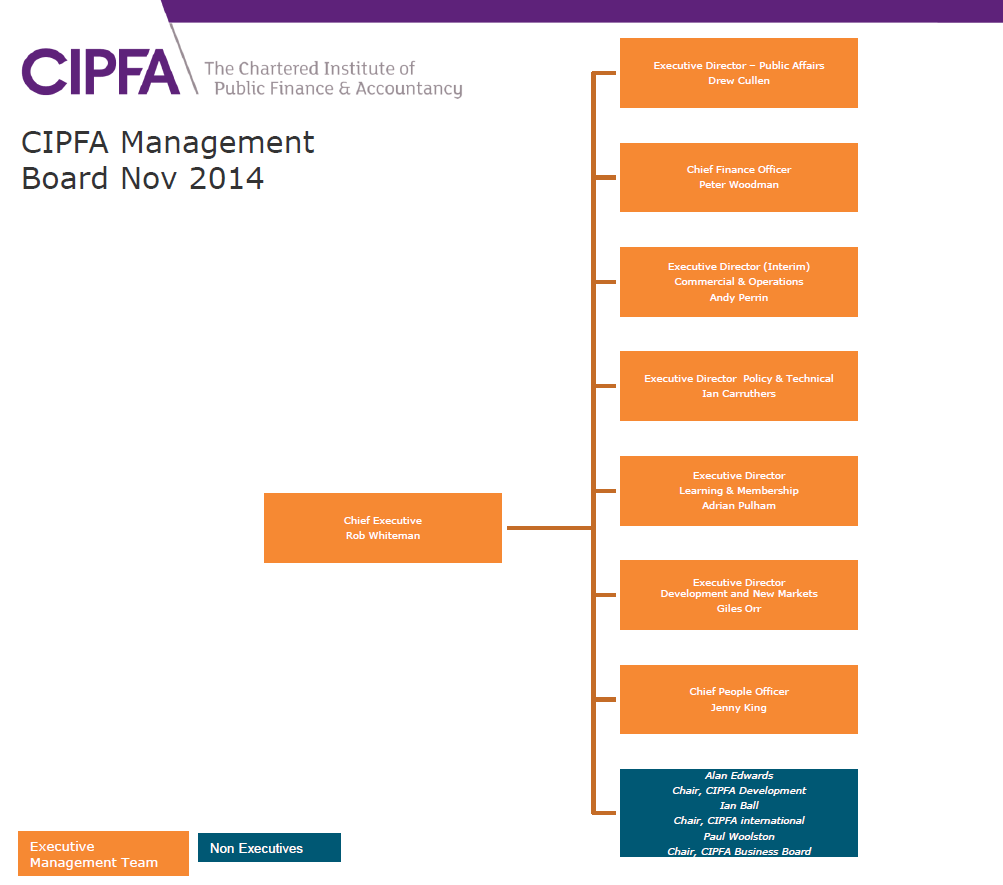 CIPFA
The Chartered Institute of
Public Finance & Accountancy
CIPFA Management
Board Nov 2014
Executive Director – Public Affairs
Drew Cullen
Chief Finance Officer
Peter Woodman
Executive Director (Interim)
Commercial & Operations
Andy Perrin
Executive Director  Policy & Technical
Ian Carruthers
Executive Director
Learning & Membership
Adrian Pulham
Chief Executive
Rob Whiteman
Executive Director
Development and New Markets
Giles Orr
Chief People Officer
Jenny King
Alan Edwards
Chair, CIPFA Development
Ian Ball
Chair, CIPFA international
Paul Woolston
Chair, CIPFA Business Board
Executive
Management Team
Non Executives